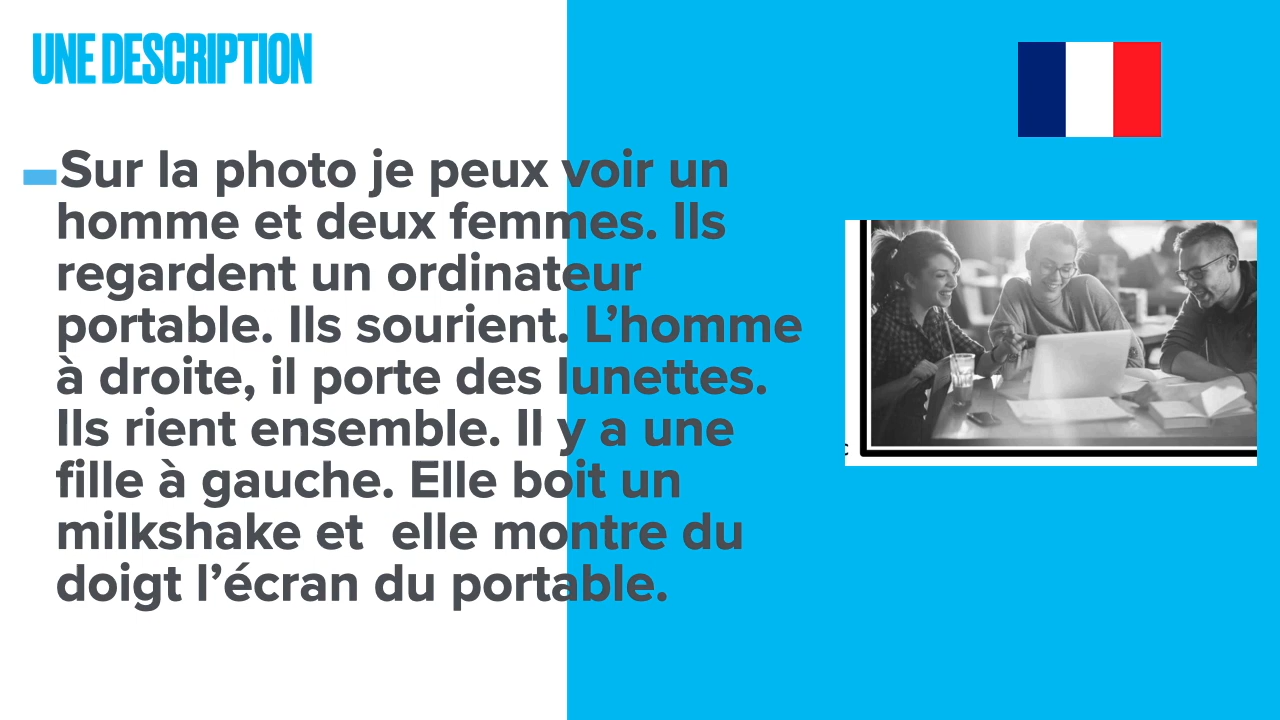 UNE DESCRIPTION
Sur la photo je peux voir un
homme et deux femmes. Ils
regardent un ordinateur
portable. Ils sourient. L’homme
à droite, il porte des lunettes.
Ils rient ensemble. Il y a une
fille à gauche. Elle boit un
milkshake et  elle montre du
doigt l’écran du portable.